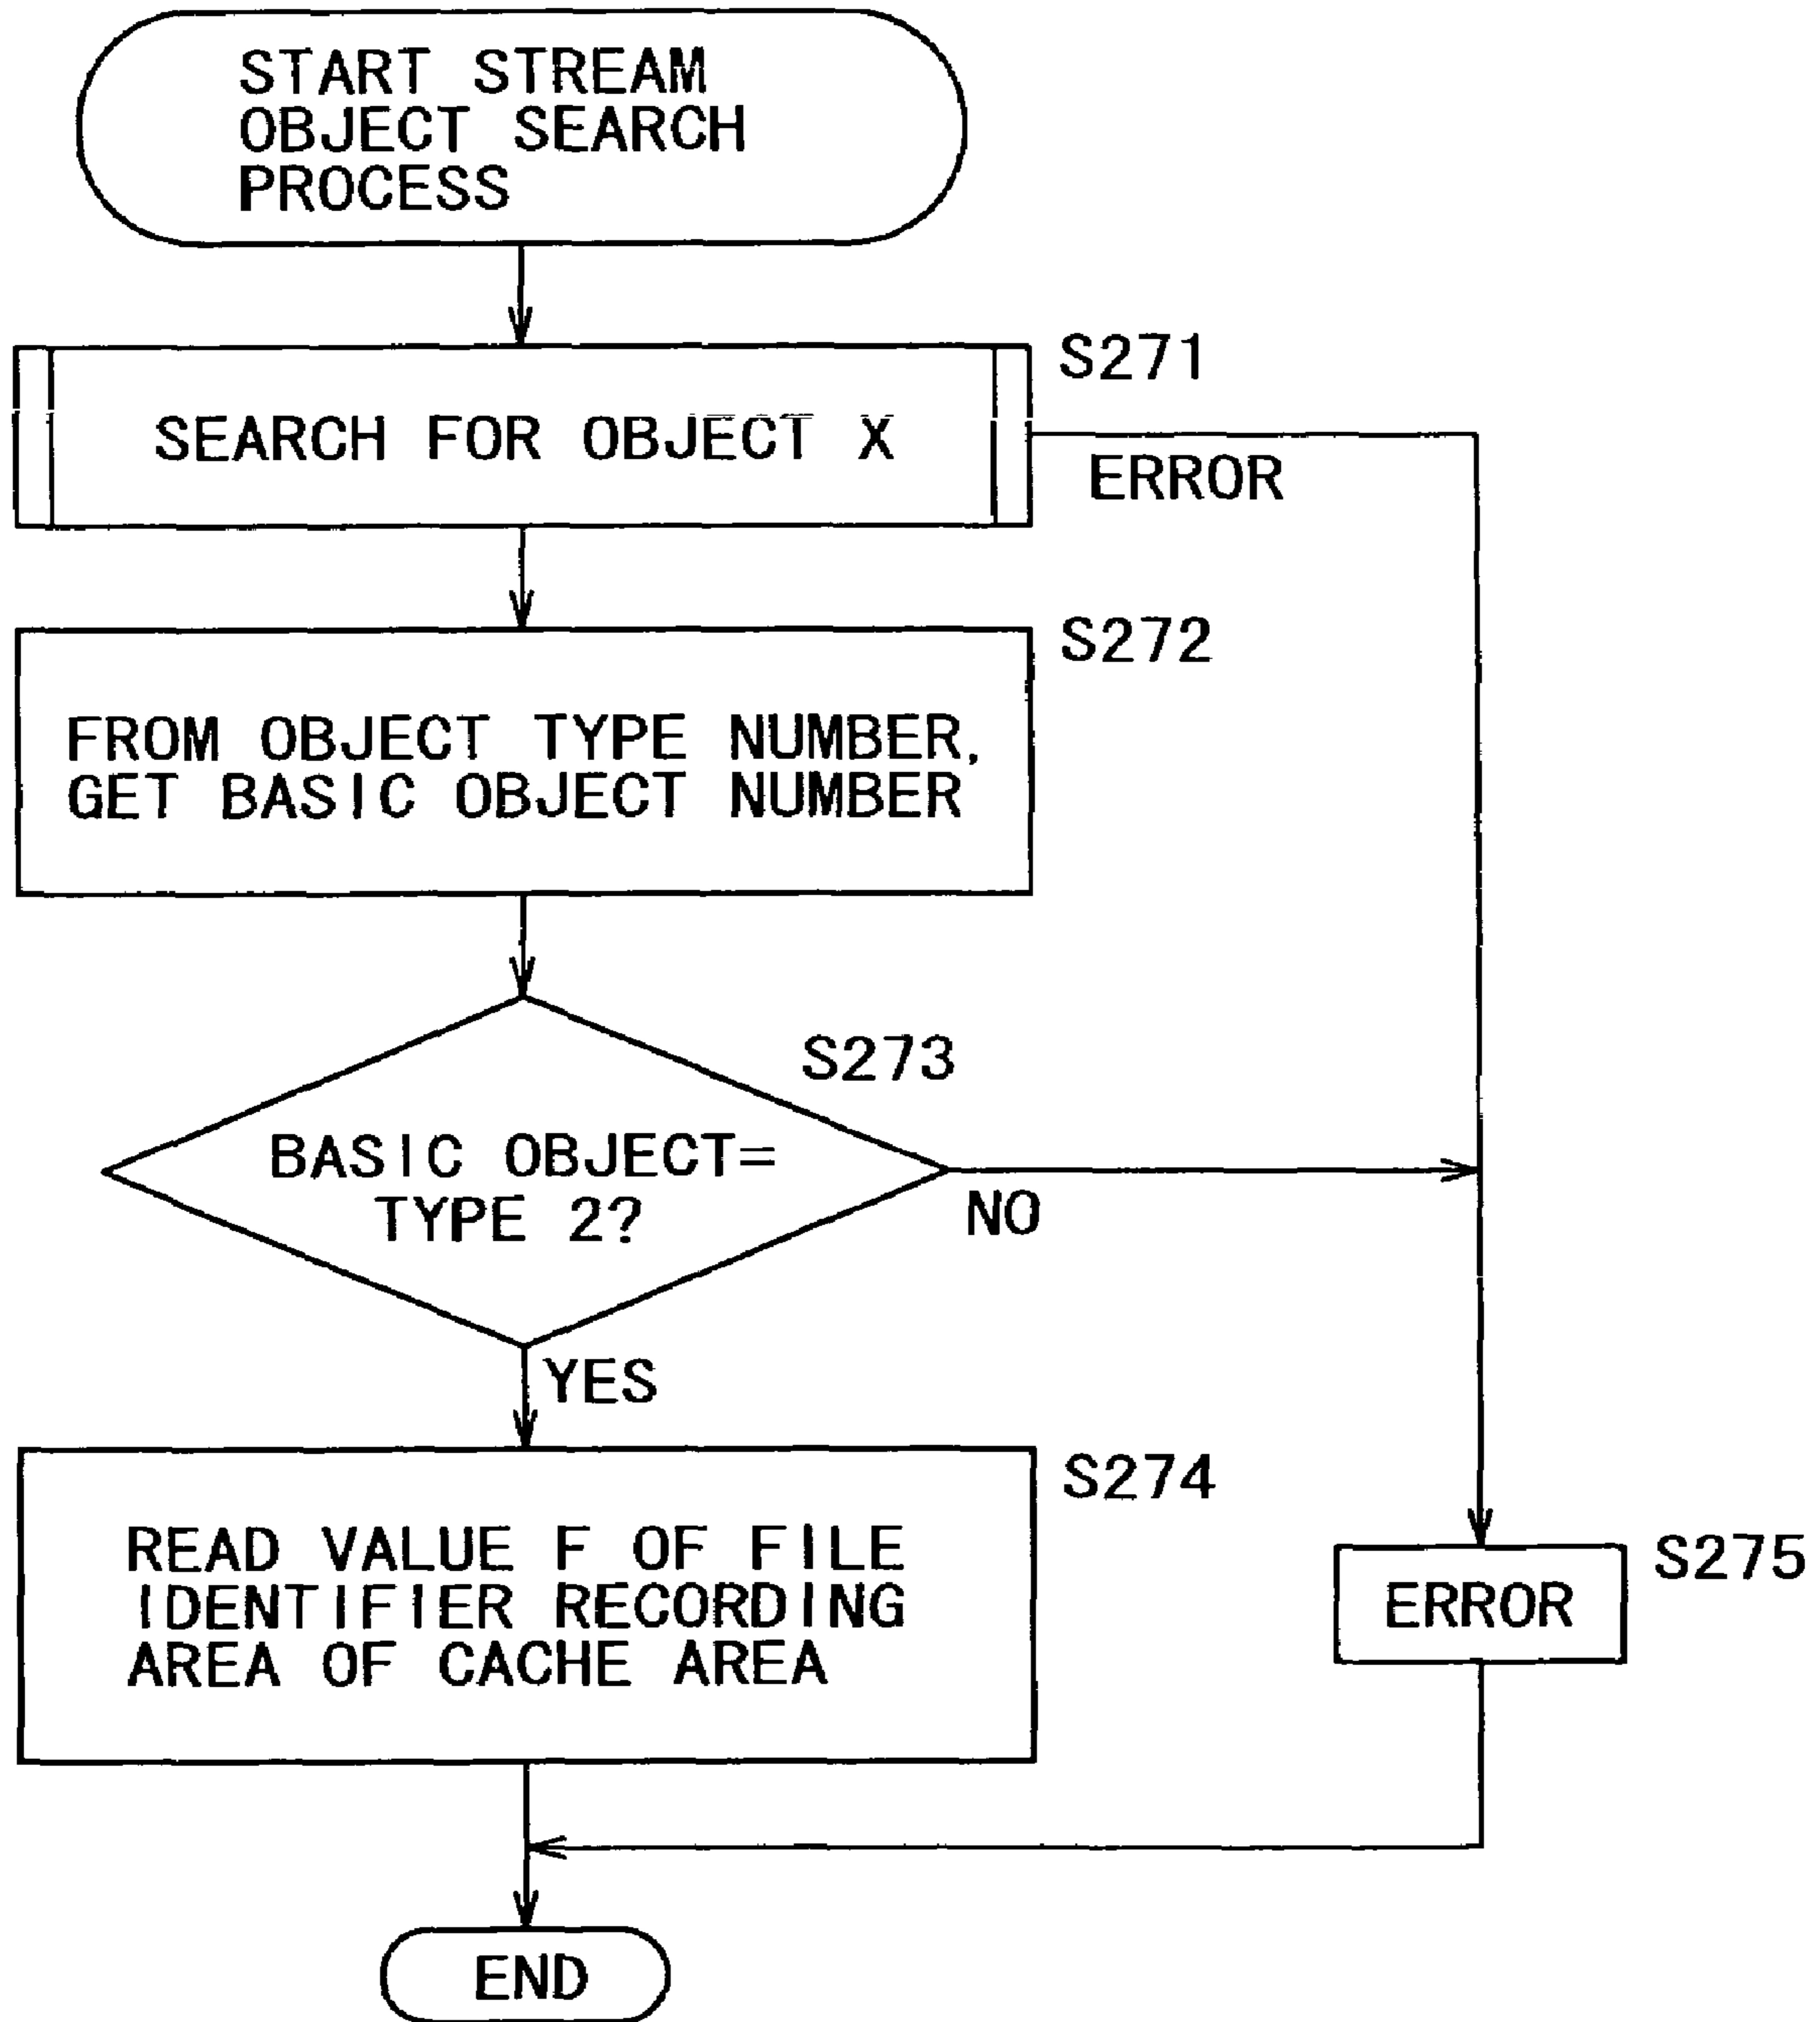 START STREAM
OBJECT SEARCH
PROCESS
S271
SEARCH FOR OBJECT X
ERROR
S272
FROM OBJECT TYPE NUMBER,
GET BASIC OBJECT NUMBER
S273
BASIC OBJECT=
TYPE 2?
NO
YES
S274
READ VALUE F OF FILE
IDENTIFIER RECORDING
AREA OF CACHE AREA
S275
ERROR
END